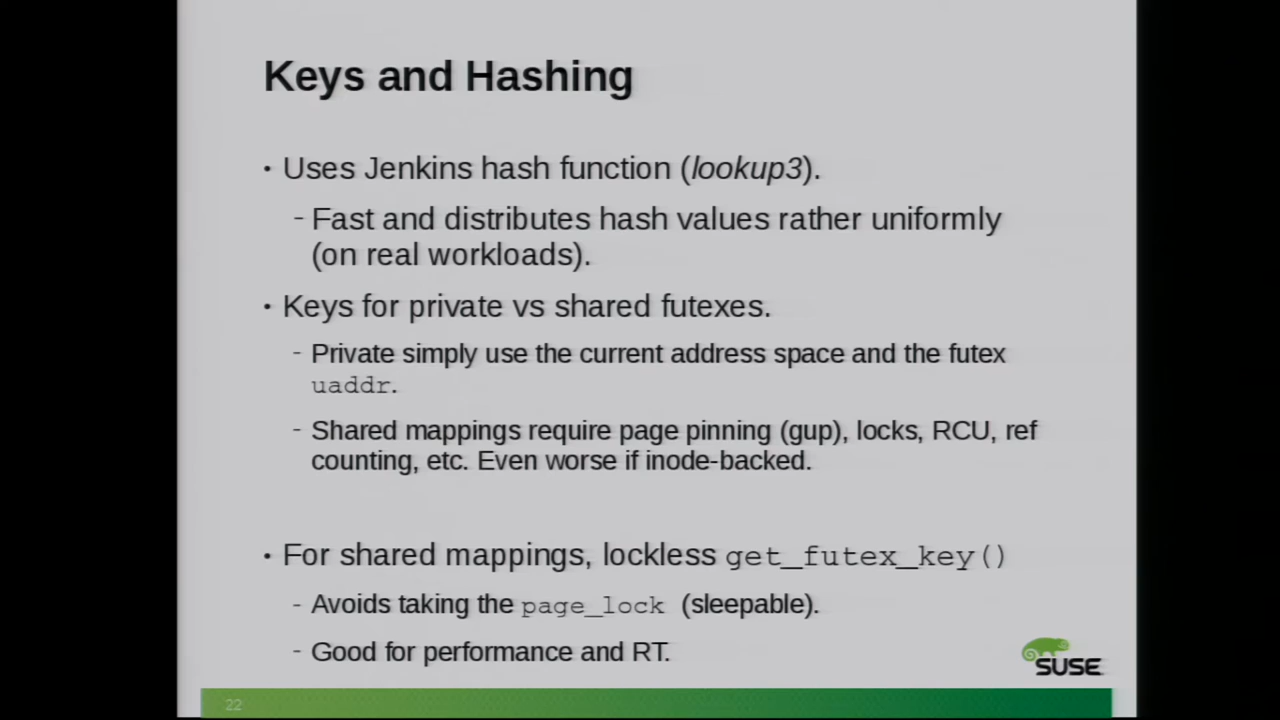 Keys and Hashing
• Uses Jenkins hash function (lookup3).
- Fast and distributes hash values rather uniformly
(on real workloads).
• Keys for private vs shared futexes.
- Private simply use the current address space and the futex
uaddr.
- Shared mappings require page pinning (gup), locks, RCU, ref
counting, etc. Even worse if inode-backed.
• For shared mappings, lockless get_futex_key()
- Avoids taking the page_lock (sleepable).
- Good for performance and RT.
SUSE
22